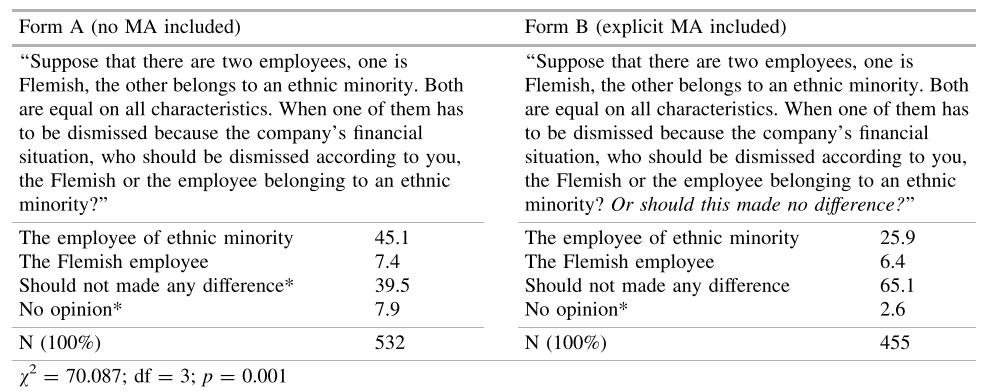 Form A (no MA included)
“Suppose that there are two employees, one is
Flemish, the other belongs to an ethnic minority. Both
are equal on all characteristics. When one of them has
to be dismissed because the company’s financial
situation, who should be dismissed according to you,
the Flemish or the employee belonging to an ethnic
minority?”
The employee of ethnic minority 45.1
The Flemish employee 7.4
Should not made any difference* 39.5
No opinion* 7.9
N (100%) 532
Form B (explicit MA included)
“Suppose that there are two employees, one is
Flemish, the other belongs to an ethnic minority. Both
are equal on all characteristics. When one of them has
to be dismissed because the company’s financial
situation, who should be dismissed according to you,
the Flemish or the employee belonging to an ethnic
minority? Or should this made no difference?”
The employee of ethnic minority 25.9
The Flemish employee 6.4
Should not made any difference 65.1
No opinion* 2.6
N (100%) 455
χ² = 70.087; df = 3; p = 0.001